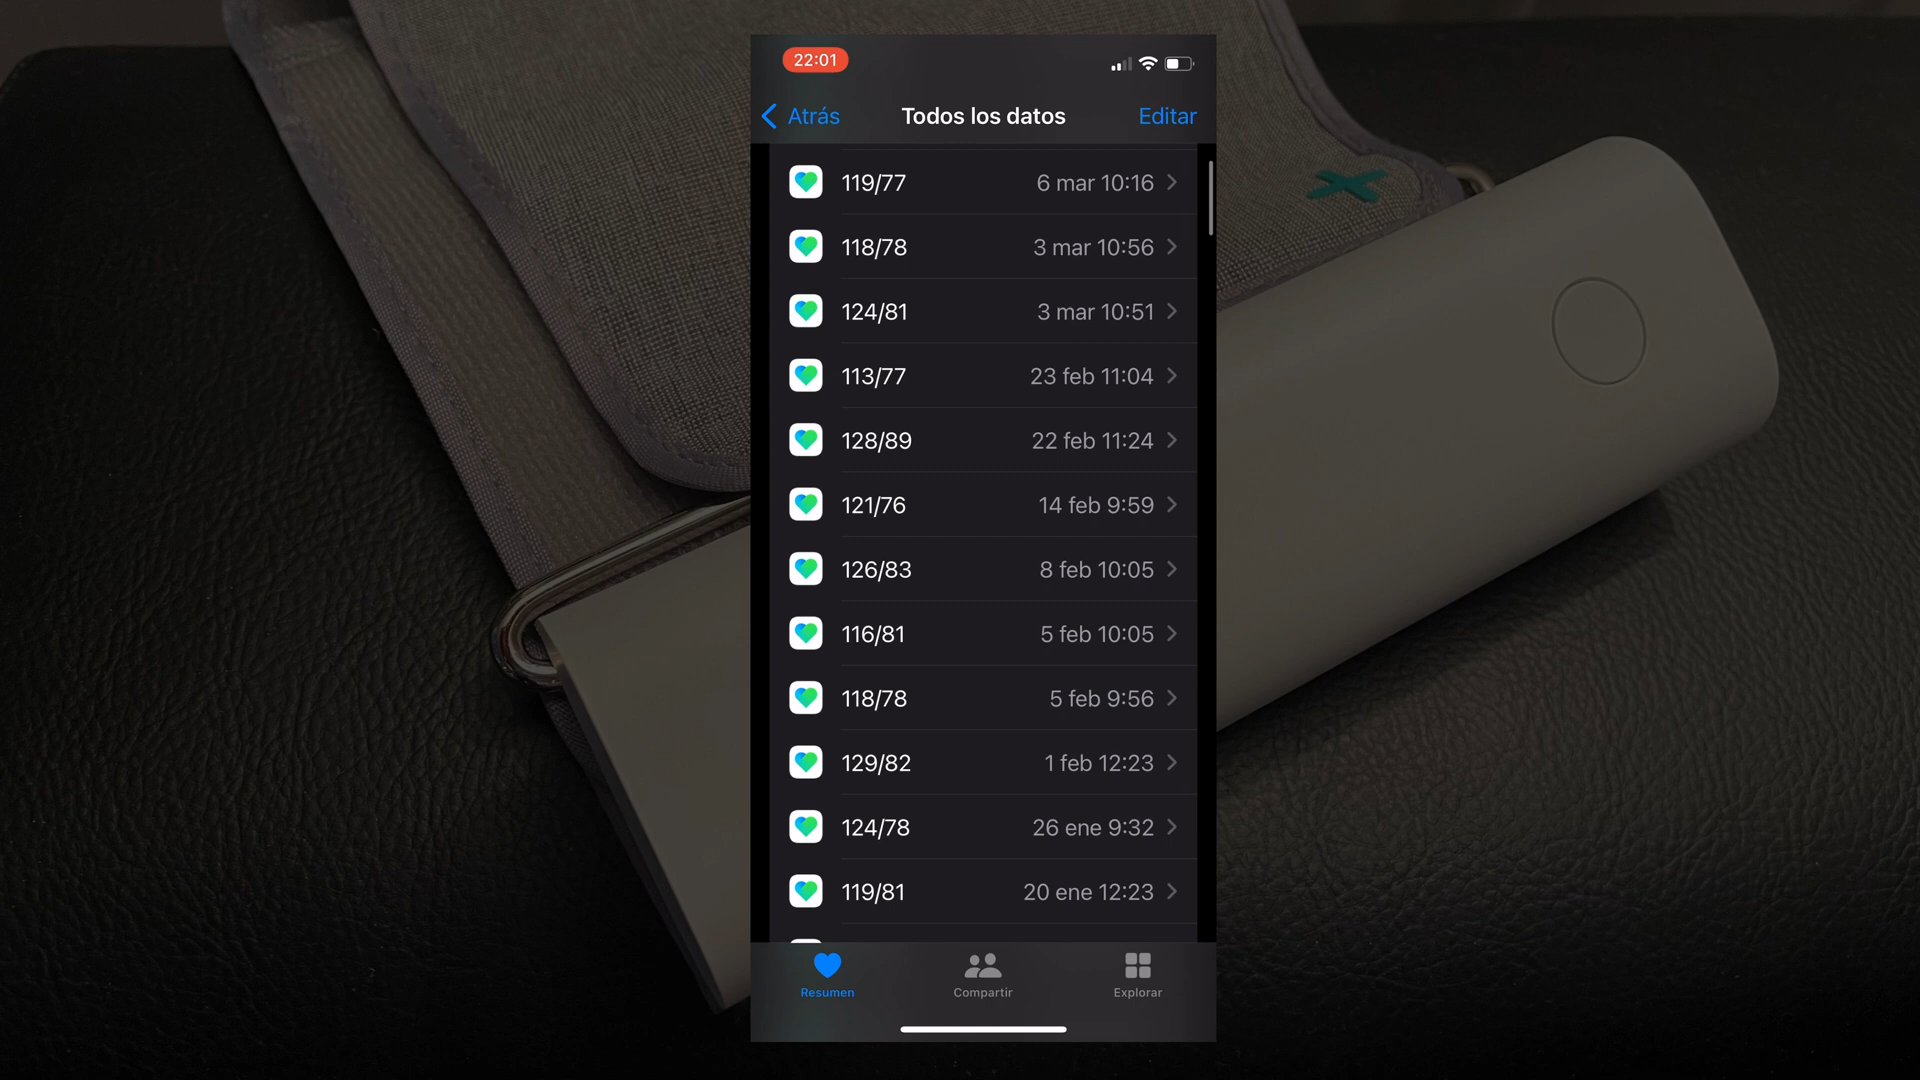 22:01
Atrás
Todos los datos
Editar
119/77 6 mar 10:16
118/78 3 mar 10:56
124/81 3 mar 10:51
113/77 23 feb 11:04
128/89 22 feb 11:24
121/76 14 feb 9:59
126/83 8 feb 10:05
116/81 5 feb 10:05
118/78 5 feb 9:56
129/82 1 feb 12:23
124/78 26 ene 9:32
119/81 20 ene 12:23
Resumen
Compartir
Explorar